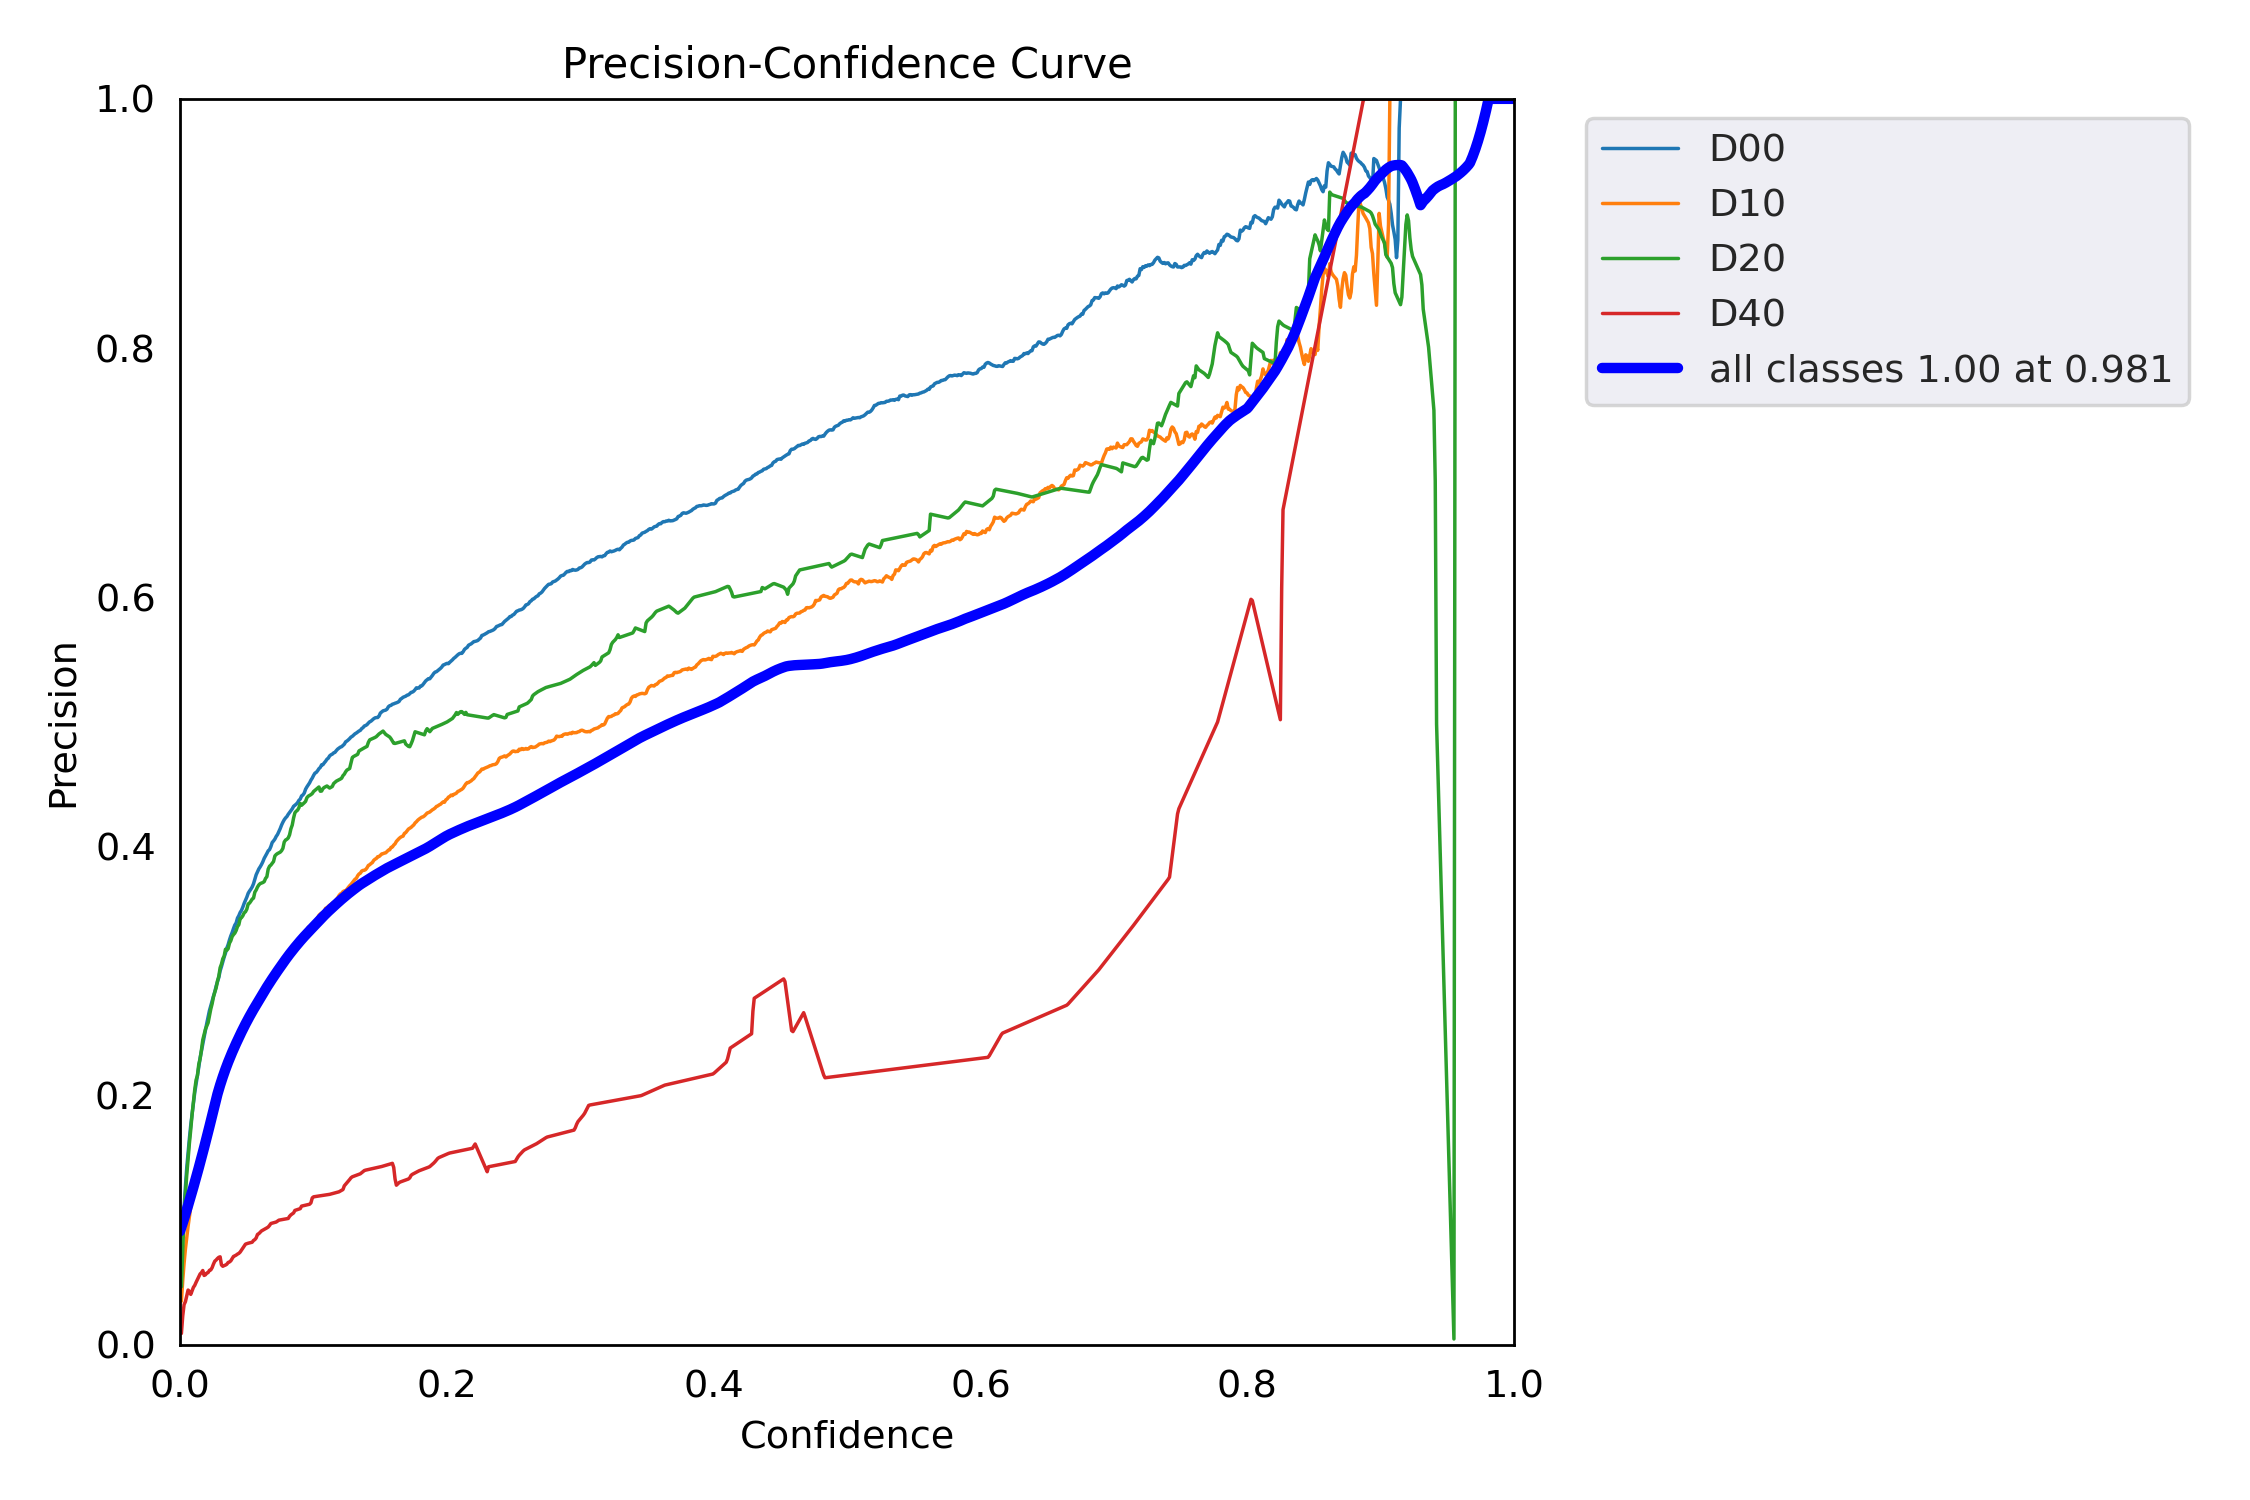 Precision-Confidence Curve
1.0
0.8
0.6
0.4
0.2
0.0
Precision
0.0 0.2 0.4 0.6 0.8 1.0
Confidence
D00
D10
D20
D40
all classes 1.00 at 0.981